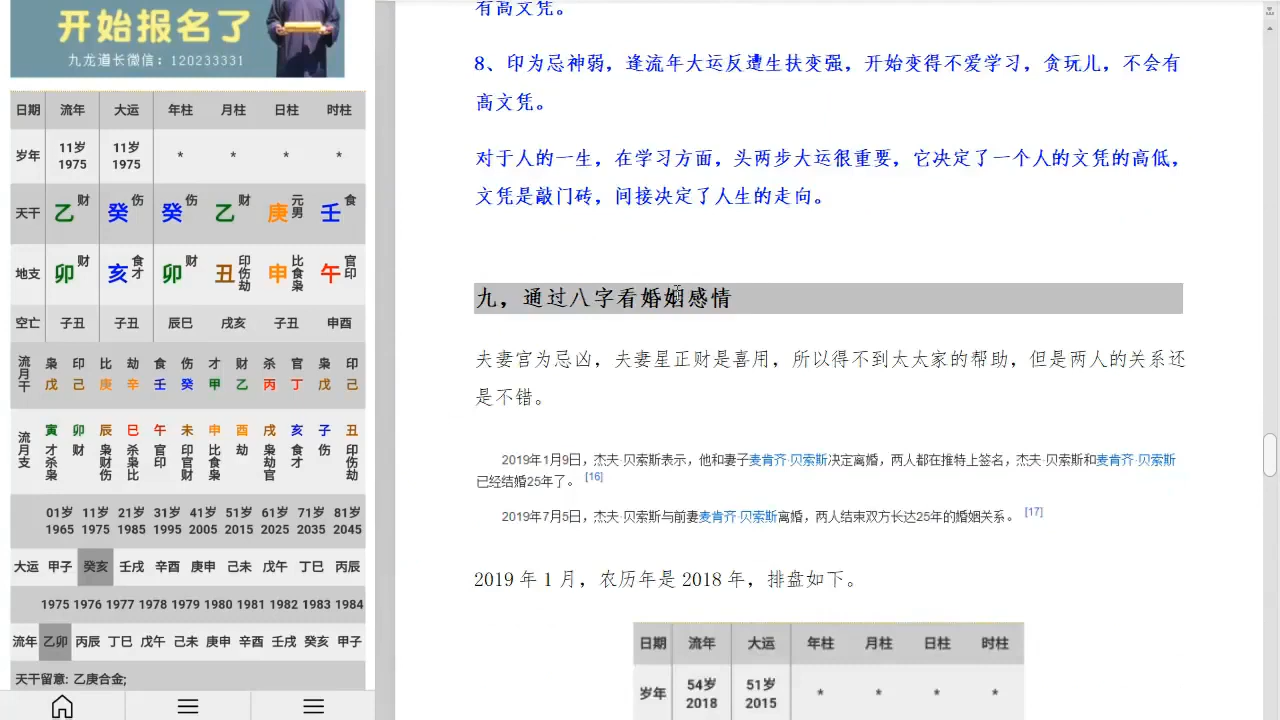 开始报名了
九龙道长微信：120233331
日期 流年 大运 年柱 月柱 日柱 时柱
岁年 11岁 1975 11岁 1975 * * * *
天干 乙 财 癸 伤 癸 伤 乙 财 庚 元男 壬 食
地支 卯 财 亥 食才 卯 财 丑 印伤劫 申 比食枭 午 官印
空亡 子丑 子丑 辰巳 戌亥 子丑 申酉
流月干 枭 印 比 劫 食 伤 才 财 杀 官 枭 印
戊 己 庚 辛 壬 癸 甲 乙 丙 丁 戊 己
流月支 寅 卯 辰 巳 午 未 申 酉 戌 亥 子 丑
才杀枭 财 枭财伤 杀枭比 官印 印官财 比食枭 劫 枭劫官 食才 伤 印伤劫
01岁 11岁 21岁 31岁 41岁 51岁 61岁 71岁 81岁
1965 1975 1985 1995 2005 2015 2025 2035 2045
大运 甲子 癸亥 壬戌 辛酉 庚申 己未 戊午 丁巳 丙辰
1975 1976 1977 1978 1979 1980 1981 1982 1983 1984
流年 乙卯 丙辰 丁巳 戊午 己未 庚申 辛酉 壬戌 癸亥 甲子
天干留意: 乙庚合金;
有高文凭。
8、印为忌神弱，逢流年大运反遭生扶变强，开始变得不爱学习，贪玩儿，不会有
高文凭。
对于人的一生，在学习方面，头两步大运很重要，它决定了一个人的文凭的高低，
文凭是敲门砖，间接决定了人生的走向。
九，通过八字看婚姻感情
夫妻宫为忌凶，夫妻星正财是喜用，所以得不到太太家的帮助，但是两人的关系还
是不错。
2019年1月9日，杰夫·贝索斯表示，他和妻子麦肯齐·贝索斯决定离婚，两人都在推特上签名，杰夫·贝索斯和麦肯齐·贝索斯
已经结婚25年了。 [16]
2019年7月5日，杰夫·贝索斯与前妻麦肯齐·贝索斯离婚，两人结束双方长达25年的婚姻关系。 [17]
2019 年 1 月，农历年是 2018 年，排盘如下。
日期 流年 大运 年柱 月柱 日柱 时柱
岁年 54岁 2018 51岁 2015 * * * *